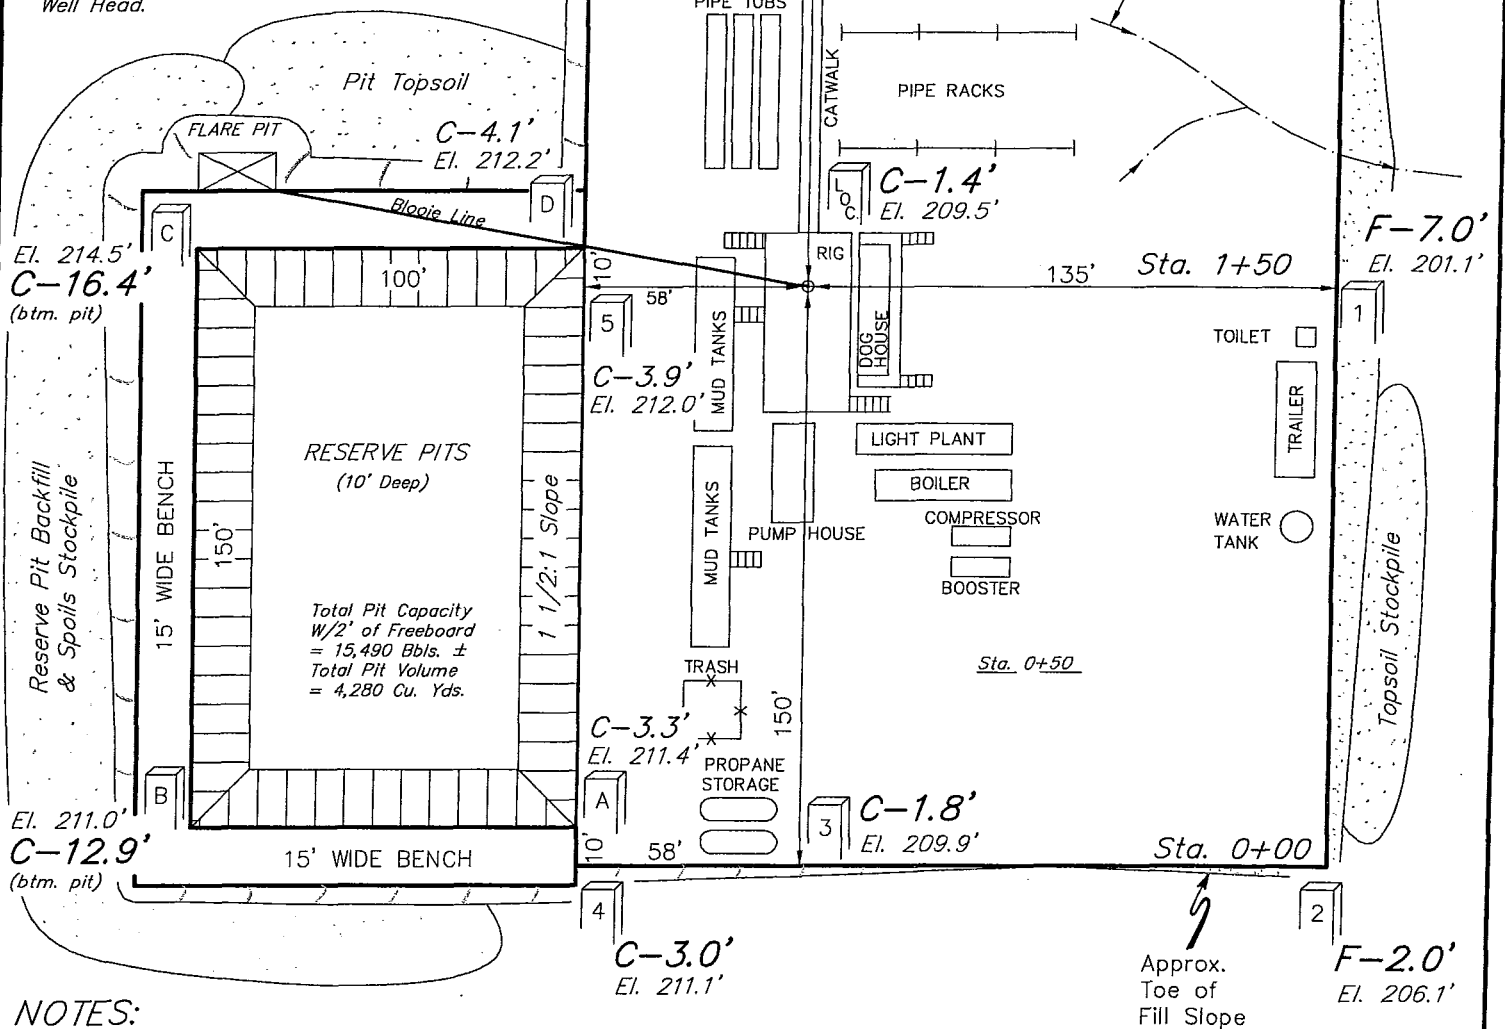 Well Head.
PIPE TUBS
CATWALK
PIPE RACKS
Pit Topsoil
FLARE PIT
C-4.1'
El. 212.2'
L
O
C.
C-1.4'
El. 209.5'
D
Blooie Line
C
El. 214.5'
C-16.4'
(btm. pit)
100'
10'
58'
RIG
135'
Sta. 1+50
F-7.0'
El. 201.1'
5
1
C-3.9'
El. 212.0'
MUD TANKS
DOG
HOUSE
TOILET
TRAILER
LIGHT PLANT
BOILER
COMPRESSOR
BOOSTER
WATER
TANK
RESERVE PITS
(10' Deep)
Reserve Pit Backfill
& Spoils Stockpile
15' WIDE BENCH
150'
1 1/2:1 Slope
MUD TANKS
PUMP HOUSE
Total Pit Capacity
W/2' of Freeboard
= 15,490 Bbls. ±
Total Pit Volume
= 4,280 Cu. Yds.
TRASH
Sta. 0+50
Topsoil Stockpile
150'
C-3.3'
El. 211.4'
PROPANE
STORAGE
B
A
El. 211.0'
C-12.9'
(btm. pit)
15' WIDE BENCH
10'
58'
3
C-1.8'
El. 209.9'
Sta. 0+00
4
C-3.0'
El. 211.1'
2
F-2.0'
El. 206.1'
Approx.
Toe of
Fill Slope
NOTES: